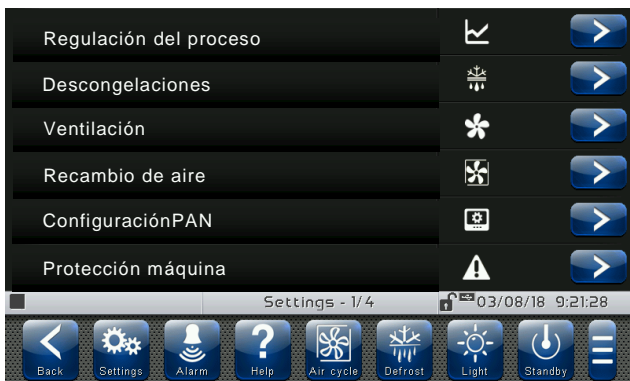 Regulación del proceso
Descongelaciones
Ventilación
Recambio de aire
ConfiguraciónPAN
Protección máquina
Settings - 1/4 03/08/18 9:21:28
Back Settings Alarm ? Help Air cycle Defrost Light Standby